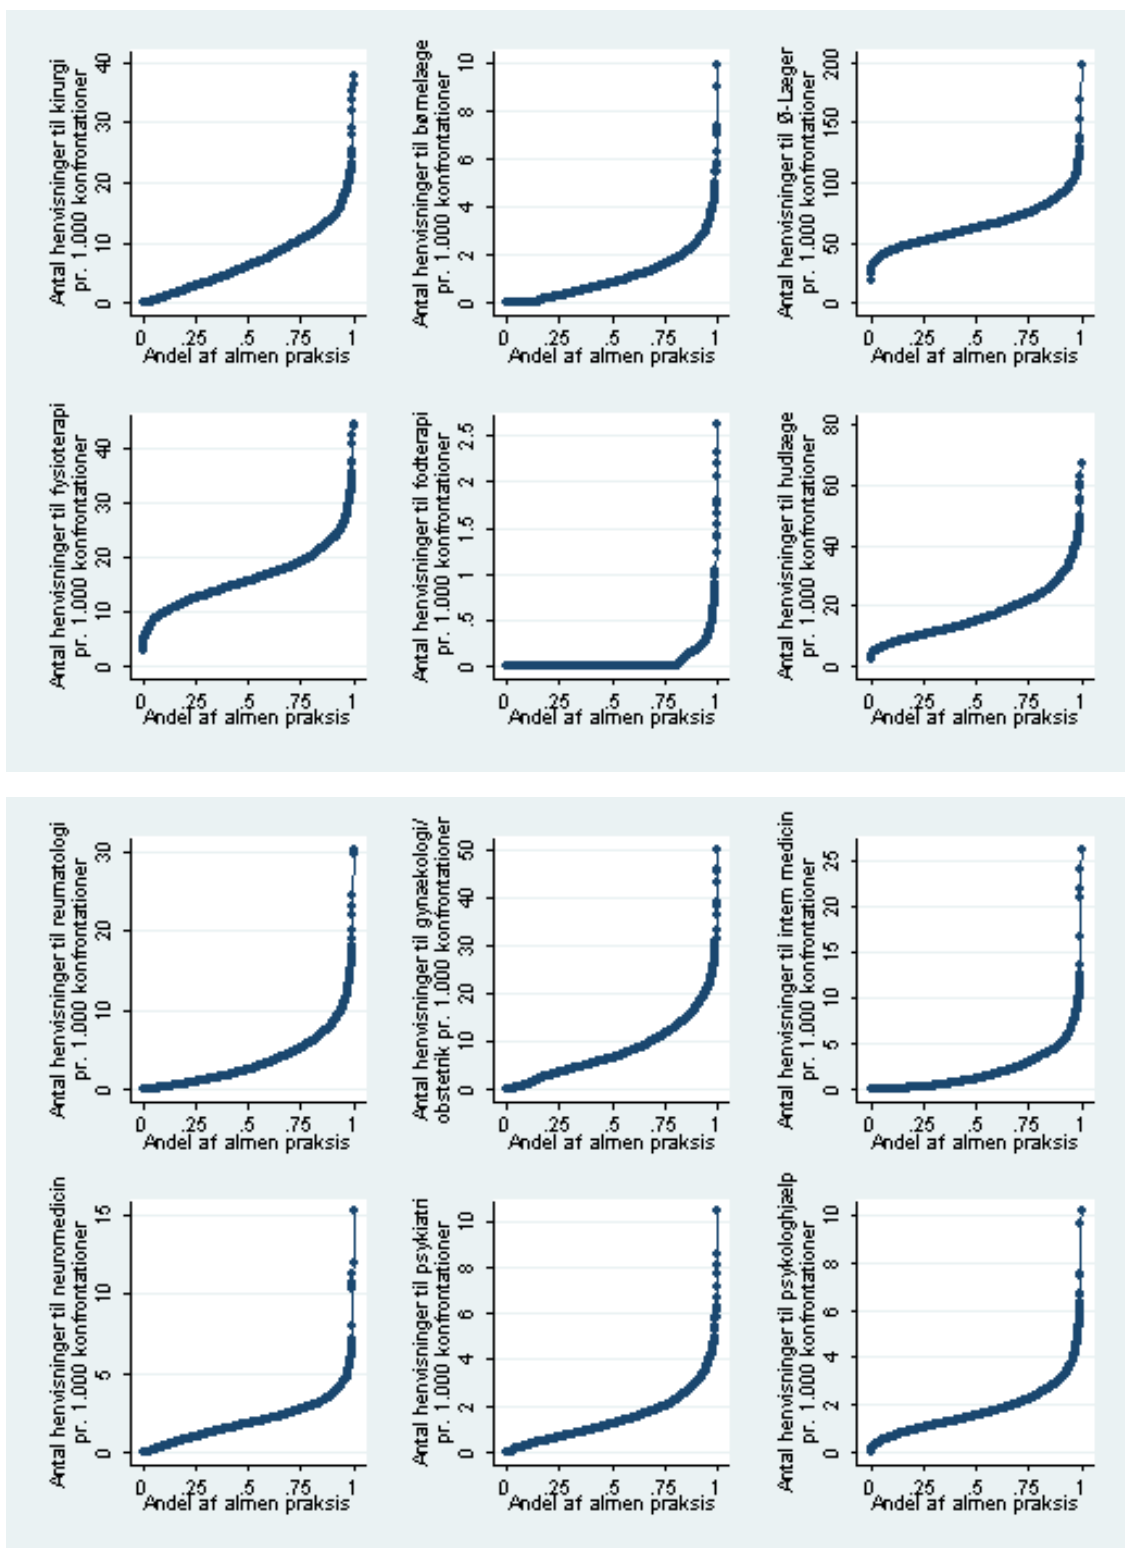 Antal henvisninger til kirurgi
pr. 1.000 konfrontationer
0 10 20 30 40
0 .25 .5 .75 1
Andel af almen praksis
Antal henvisninger til børnelæge
pr. 1.000 konfrontationer
0 2 4 6 8 10
0 .25 .5 .75 1
Andel af almen praksis
Antal henvisninger til Ø-Læger
pr. 1.000 konfrontationer
0 50 100 150 200
0 .25 .5 .75 1
Andel af almen praksis
Antal henvisninger til fysioterapi
pr. 1.000 konfrontationer
0 10 20 30 40
0 .25 .5 .75 1
Andel af almen praksis
Antal henvisninger til fodterapi
pr. 1.000 konfrontationer
0 .5 1 1.5 2 2.5
0 .25 .5 .75 1
Andel af almen praksis
Antal henvisninger til hudlæge
pr. 1.000 konfrontationer
0 20 40 60 80
0 .25 .5 .75 1
Andel af almen praksis
Antal henvisninger til reumatologi
pr. 1.000 konfrontationer
0 10 20 30
0 .25 .5 .75 1
Andel af almen praksis
Antal henvisninger til gynækologi/
obstetrik pr. 1.000 konfrontationer
0 10 20 30 40 50
0 .25 .5 .75 1
Andel af almen praksis
Antal henvisninger til intern medicin
pr. 1.000 konfrontationer
0 5 10 15 20 25
0 .25 .5 .75 1
Andel af almen praksis
Antal henvisninger til neuromedicin
pr. 1.000 konfrontationer
0 5 10 15
0 .25 .5 .75 1
Andel af almen praksis
Antal henvisninger til psykiatri
pr. 1.000 konfrontationer
0 2 4 6 8 10
0 .25 .5 .75 1
Andel af almen praksis
Antal henvisninger til psykologhjælp
pr. 1.000 konfrontationer
0 2 4 6 8 10
0 .25 .5 .75 1
Andel af almen praksis